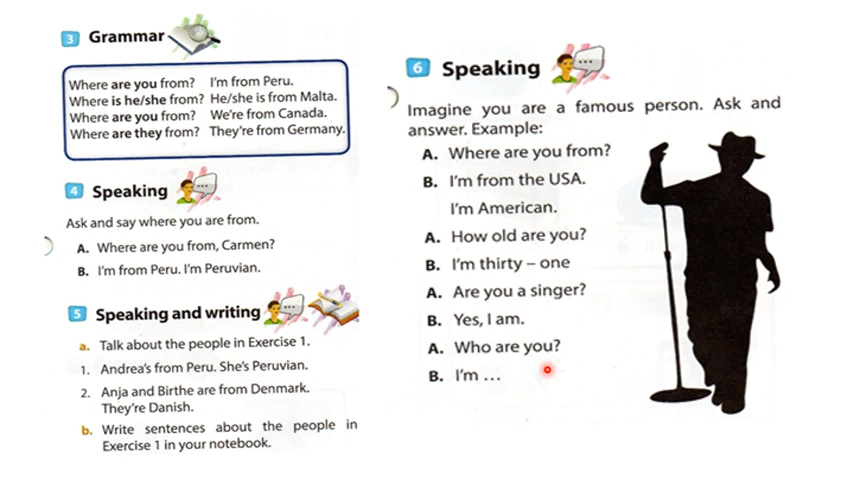 3 Grammar
Where are you from? I'm from Peru.
Where is he/she from? He/She is from Malta.
Where are you from? We're from Canada.
Where are they from? They're from Germany.
4 Speaking
Ask and say where you are from.
A. Where are you from, Carmen?
B. I'm from Peru. I'm Peruvian.
5 Speaking and writing
a. Talk about the people in Exercise 1.
1. Andrea's from Peru. She's Peruvian.
2. Anja and Birthe are from Denmark.
They're Danish.
b. Write sentences about the people in
Exercise 1 in your notebook.
6 Speaking
Imagine you are a famous person. Ask and
answer. Example:
A. Where are you from?
B. I'm from the USA.
I'm American.
A. How old are you?
B. I'm thirty – one
A. Are you a singer?
B. Yes, I am.
A. Who are you?
B. I'm ...